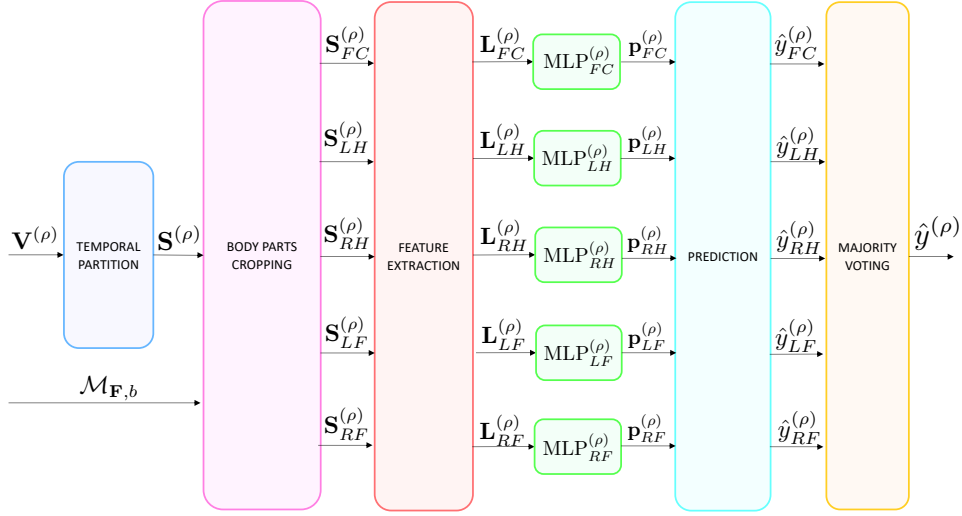 V^(ρ)
TEMPORAL
PARTITION
S^(ρ)
𝓜_F,b
BODY PARTS
CROPPING
S_FC^(ρ)
S_LH^(ρ)
S_RH^(ρ)
S_LF^(ρ)
S_RF^(ρ)
FEATURE
EXTRACTION
L_FC^(ρ)
L_LH^(ρ)
L_RH^(ρ)
L_LF^(ρ)
L_RF^(ρ)
MLP_FC^(ρ)
MLP_LH^(ρ)
MLP_RH^(ρ)
MLP_LF^(ρ)
MLP_RF^(ρ)
p_FC^(ρ)
p_LH^(ρ)
p_RH^(ρ)
p_LF^(ρ)
p_RF^(ρ)
PREDICTION
ŷ_FC^(ρ)
ŷ_LH^(ρ)
ŷ_RH^(ρ)
ŷ_LF^(ρ)
ŷ_RF^(ρ)
MAJORITY
VOTING
ŷ^(ρ)